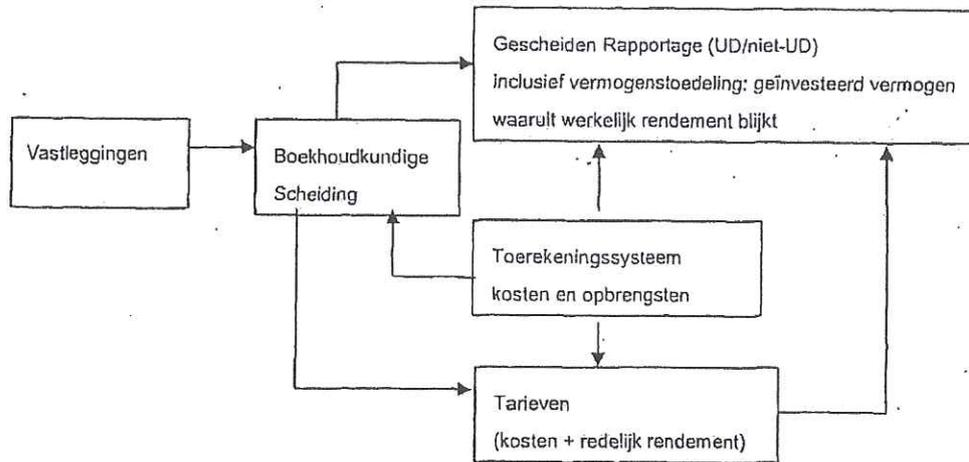 Gescheiden Rapportage (UD/niet-UD)
inclusief vermogenstoedeling: geïnvesteerd vermogen
waaruit werkelijk rendement blijkt
Vastleggingen
Boekhoudkundige
Scheiding
Toerekeningssysteem
kosten en opbrengsten
Tarieven
(kosten + redelijk rendement)